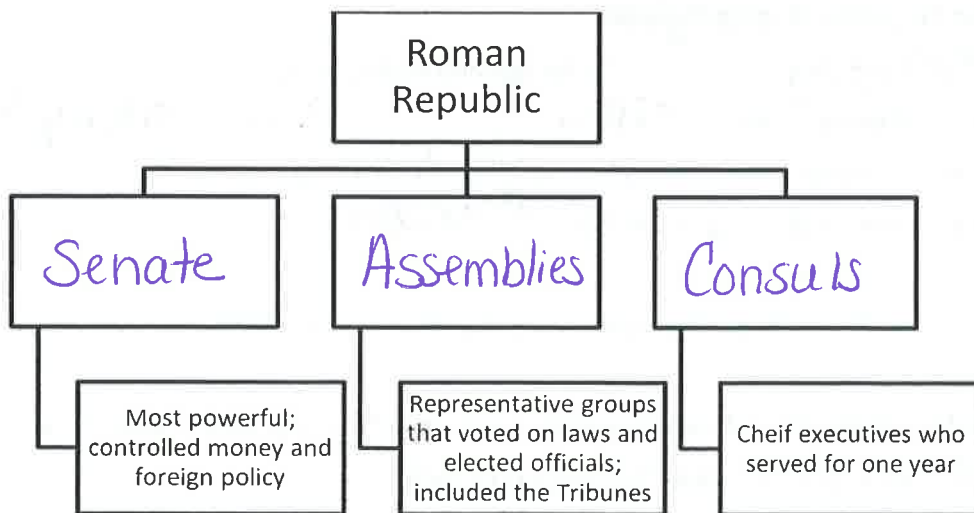 Roman
Republic
Senate
Assemblies
Consuls
Most powerful;
controlled money and
foreign policy
Representative groups
that voted on laws and
elected officials;
included the Tribunes
Cheif executives who
served for one year